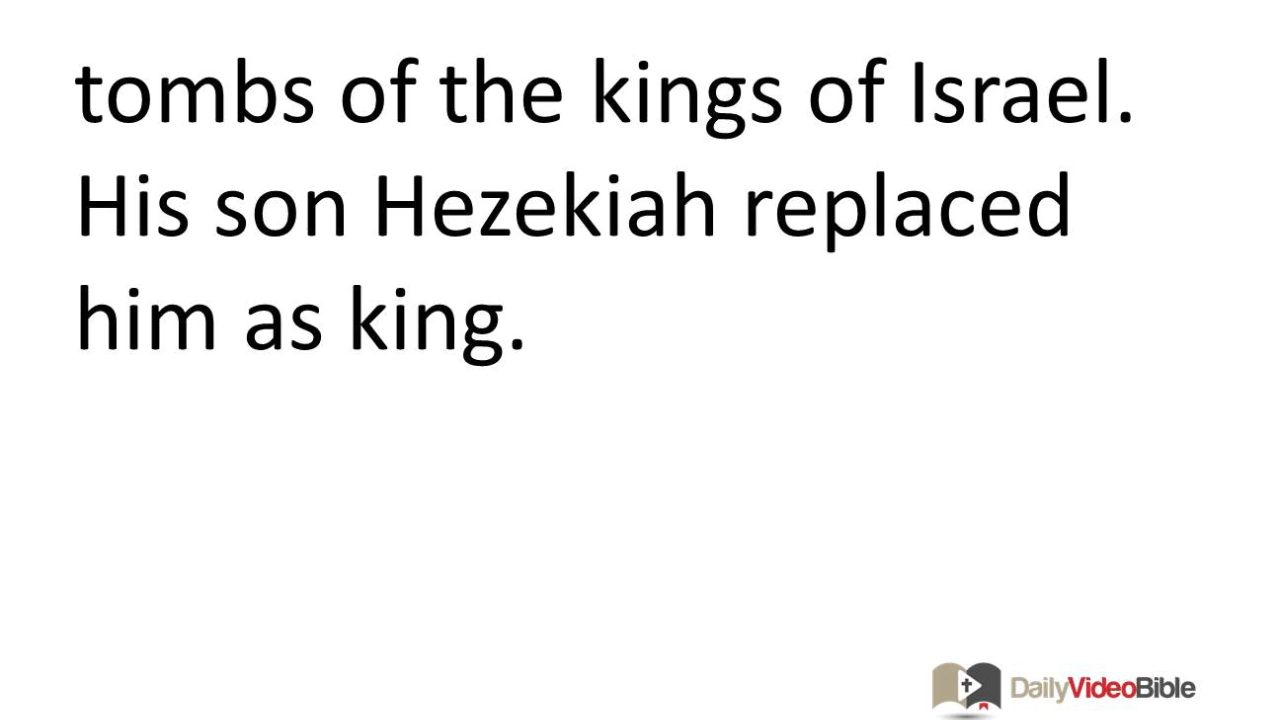 tombs of the kings of Israel.
His son Hezekiah replaced
him as king.
DailyVideoBible